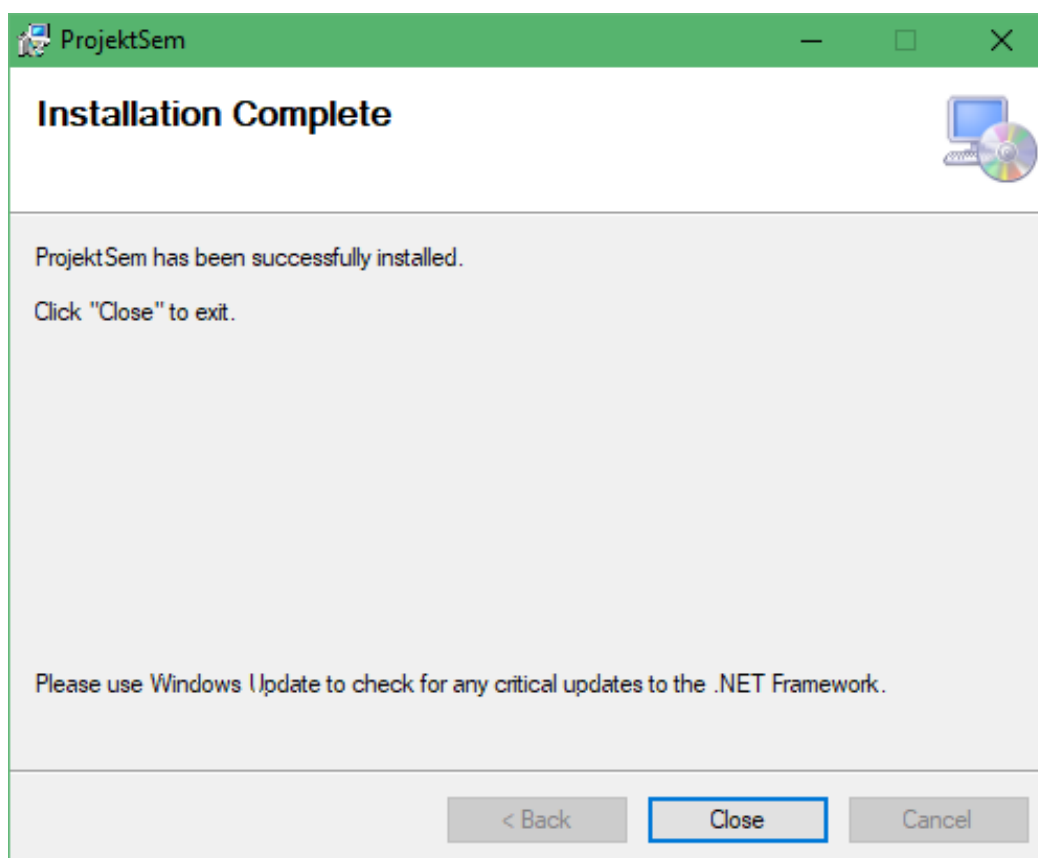 ProjektSem
Installation Complete
ProjektSem has been successfully installed.
Click "Close" to exit.
Please use Windows Update to check for any critical updates to the .NET Framework.
< Back
Close
Cancel